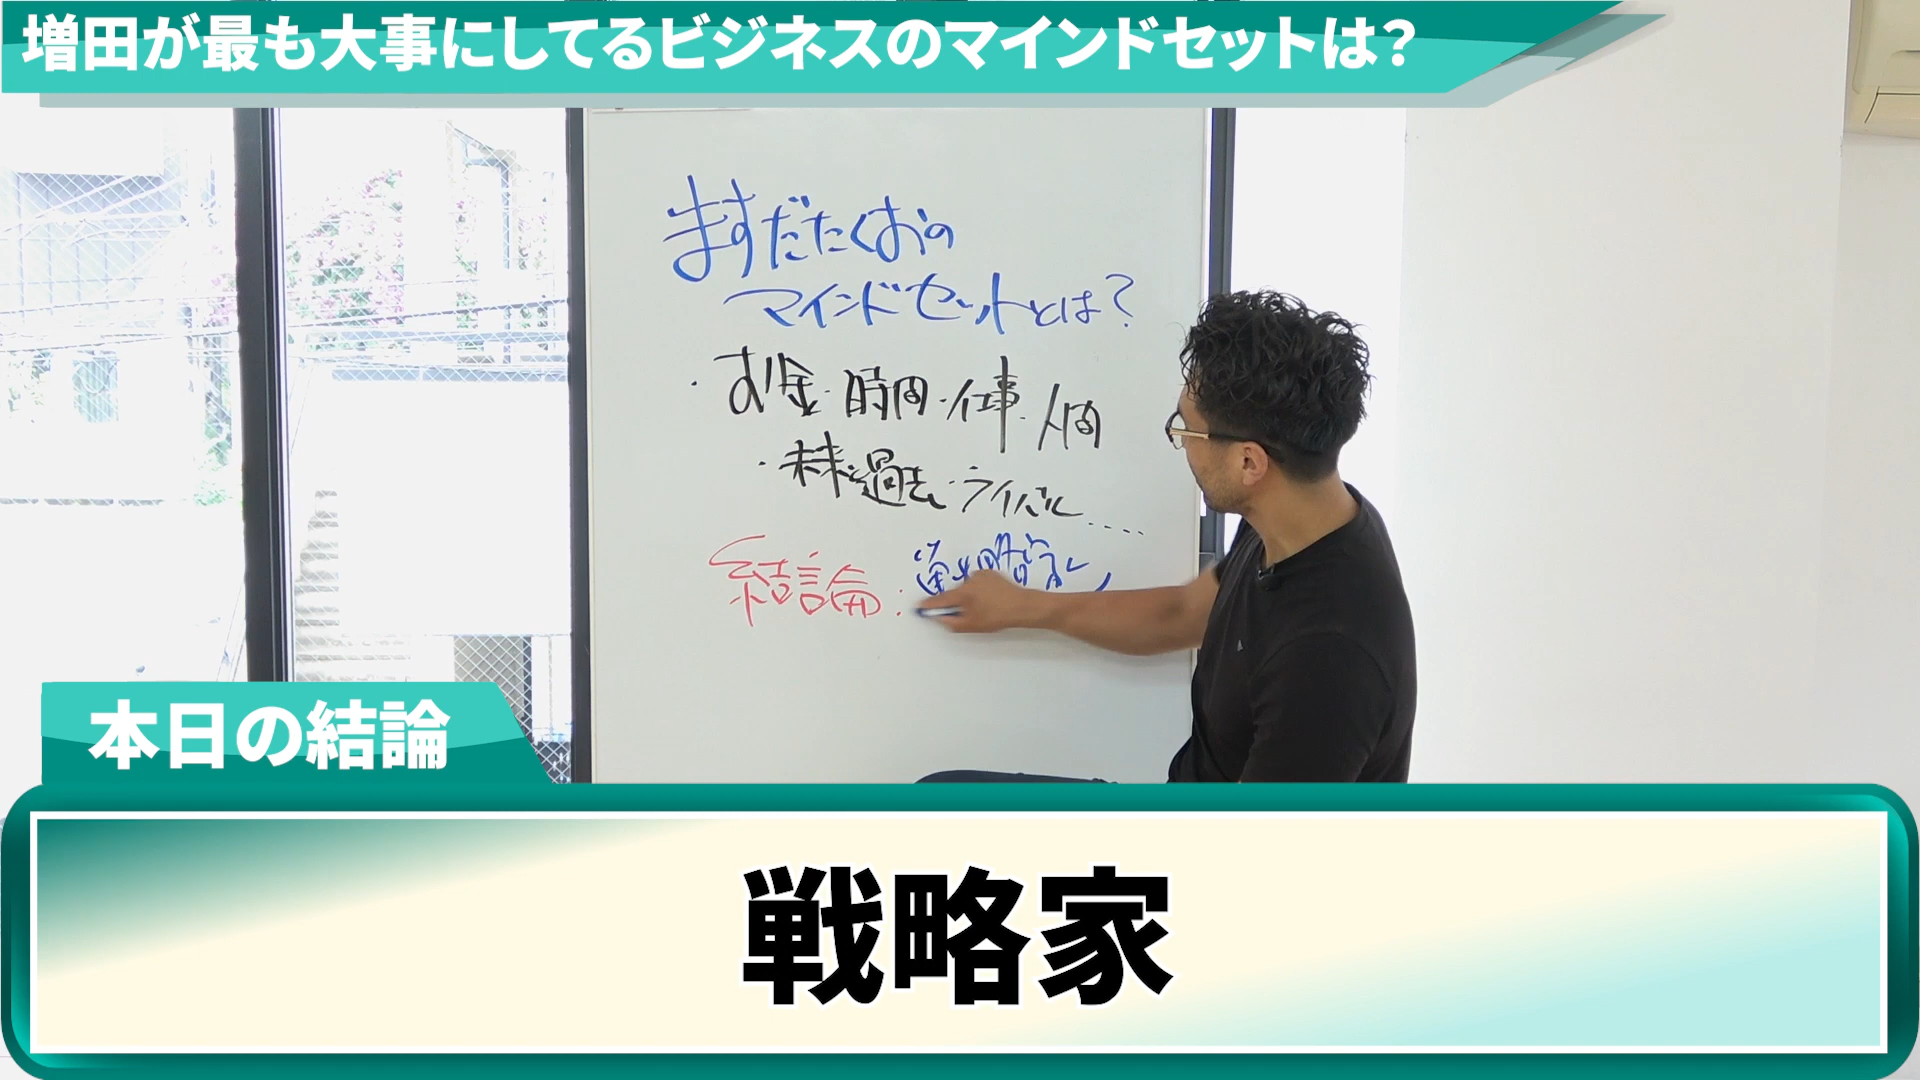 増田が最も大事にしてるビジネスのマインドセットは？
ますだたくおの
マインドセットとは？
・お金・時間・仕事・人間
・未来と過去・ライバル.....
結論：
本日の結論
戦略家